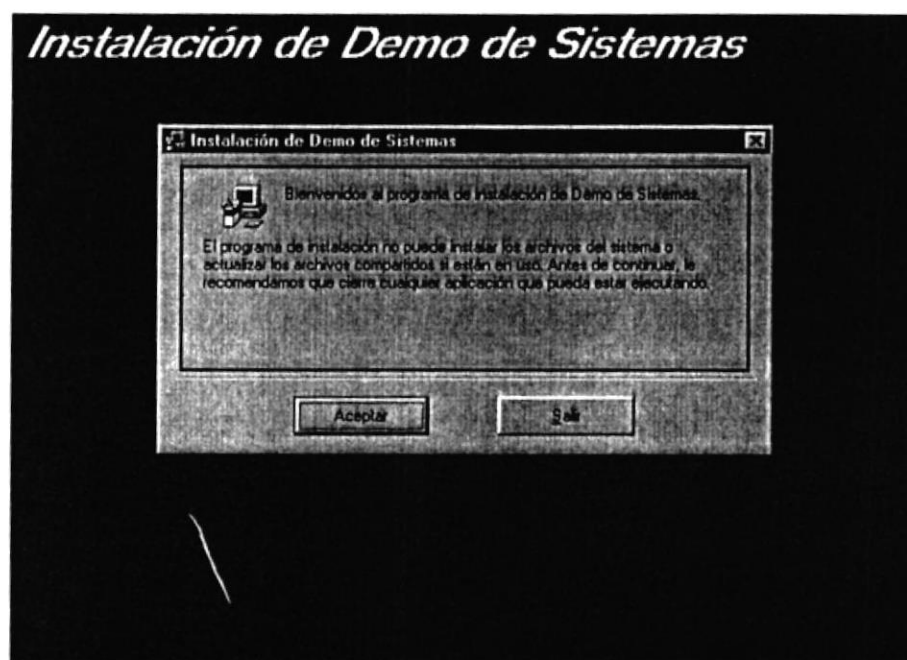 Instalación de Demo de Sistemas
Instalación de Demo de Sistemas
Bienvenidos al programa de instalación de Demo de Sistemas.
El programa de instalación no puede instalar los archivos del sistema o
actualizar los archivos compartidos si están en uso. Antes de continuar, le
recomendamos que cierre cualquier aplicación que pueda estar ejecutando.
Aceptar
Salir